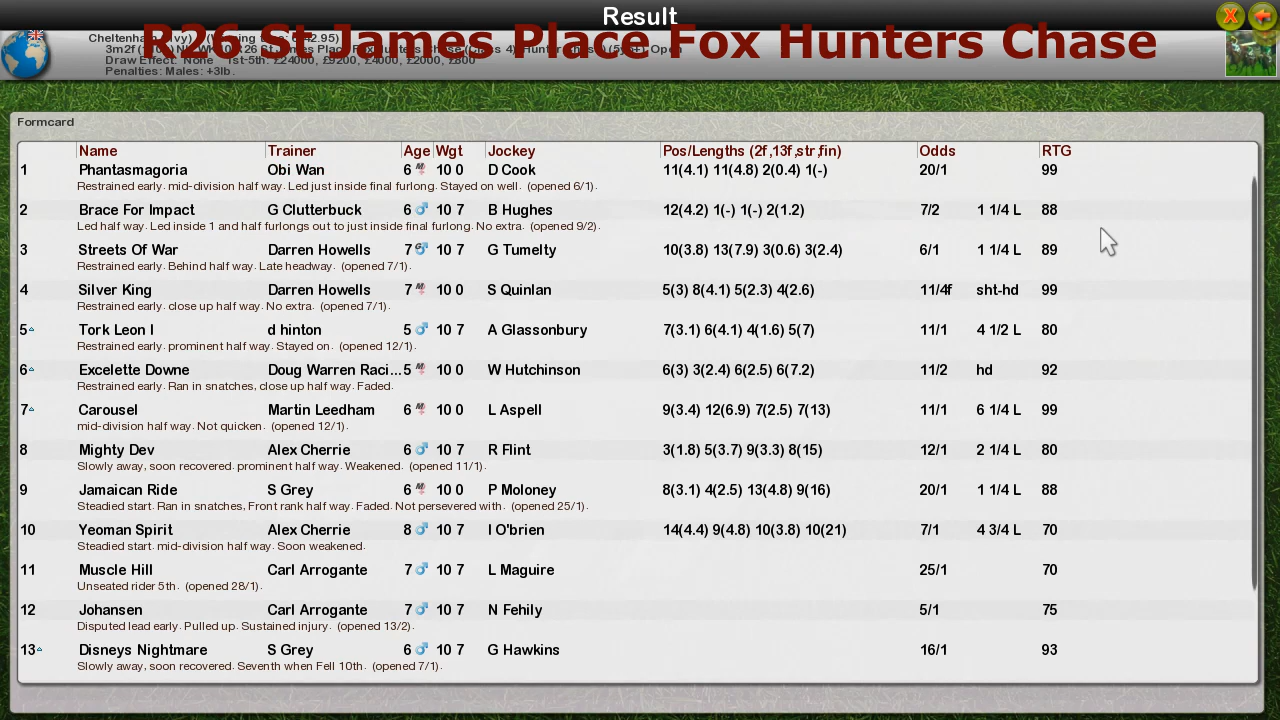 Result
R26 St James Place Fox Hunters Chase
Cheltenham
Draw Effect: None 1st-5th: £24000, £9200, £4000, £2000, £800
Penalties: Males: +3lb.
Formcard
Name Trainer Age Wgt Jockey Pos/Lengths (2f,13f,str,fin) Odds RTG
1 Phantasmagoria Obi Wan 6 10 0 D Cook 11(4.1) 11(4.8) 2(0.4) 1(-) 20/1 99
Restrained early. mid-division half way. Led just inside final furlong. Stayed on well. (opened 6/1).
2 Brace For Impact G Clutterbuck 6 10 7 B Hughes 12(4.2) 1(-) 1(-) 2(1.2) 7/2 1 1/4 L 88
Led half way. Led inside 1 and half furlongs out to just inside final furlong. No extra. (opened 9/2).
3 Streets Of War Darren Howells 7 10 7 G Tumelty 10(3.8) 13(7.9) 3(0.6) 3(2.4) 6/1 1 1/4 L 89
Restrained early. Behind half way. Late headway. (opened 7/1).
4 Silver King Darren Howells 7 10 0 S Quinlan 5(3) 8(4.1) 5(2.3) 4(2.6) 11/4f sht-hd 99
Restrained early. close up half way. No extra. (opened 7/1).
5 Tork Leon I d hinton 5 10 7 A Glassonbury 7(3.1) 6(4.1) 4(1.6) 5(7) 11/1 4 1/2 L 80
Restrained early. prominent half way. Stayed on. (opened 12/1).
6 Excelette Downe Doug Warren Raci... 5 10 0 W Hutchinson 6(3) 3(2.4) 6(2.5) 6(7.2) 11/2 hd 92
Restrained early. Ran in snatches, close up half way. Faded.
7 Carousel Martin Leedham 6 10 0 L Aspell 9(3.4) 12(6.9) 7(2.5) 7(13) 11/1 6 1/4 L 99
mid-division half way. Not quicken. (opened 12/1).
8 Mighty Dev Alex Cherrie 6 10 7 R Flint 3(1.8) 5(3.7) 9(3.3) 8(15) 12/1 2 1/4 L 80
Slowly away, soon recovered. prominent half way. Weakened. (opened 11/1).
9 Jamaican Ride S Grey 6 10 0 P Moloney 8(3.1) 4(2.5) 13(4.8) 9(16) 20/1 1 1/4 L 88
Steadied start. Ran in snatches, Front rank half way. Faded. Not persevered with. (opened 25/1).
10 Yeoman Spirit Alex Cherrie 8 10 7 I O'brien 14(4.4) 9(4.8) 10(3.8) 10(21) 7/1 4 3/4 L 70
Steadied start. mid-division half way. Soon weakened.
11 Muscle Hill Carl Arrogante 7 10 7 L Maguire 25/1 70
Unseated rider 5th. (opened 28/1).
12 Johansen Carl Arrogante 7 10 7 N Fehily 5/1 75
Disputed lead early. Pulled up. Sustained injury. (opened 13/2).
13 Disneys Nightmare S Grey 6 10 7 G Hawkins 16/1 93
Slowly away, soon recovered. Seventh when Fell 10th. (opened 7/1).